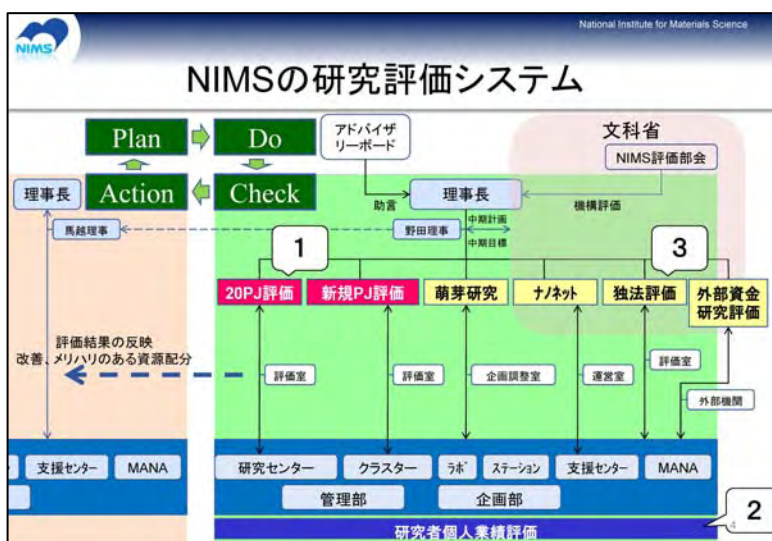 National Institute for Materials Science
NIMS
NIMSの研究評価システム
Plan
Do
Action
Check
アドバイザ
リーボード
文科省
NIMS評価部会
理事長
理事長
助言
機構評価
中期計画
中期目標
馬越理事
野田理事
1
3
20PJ評価
新規PJ評価
萌芽研究
ナノネット
独法評価
外部資金
研究評価
評価結果の反映
改善、メリハリのある資源配分
評価室
評価室
企画調整室
運営室
評価室
外部機関
支援センター
MANA
研究センター
クラスター
ラボ
ステーション
支援センター
MANA
管理部
企画部
2
4
研究者個人業績評価